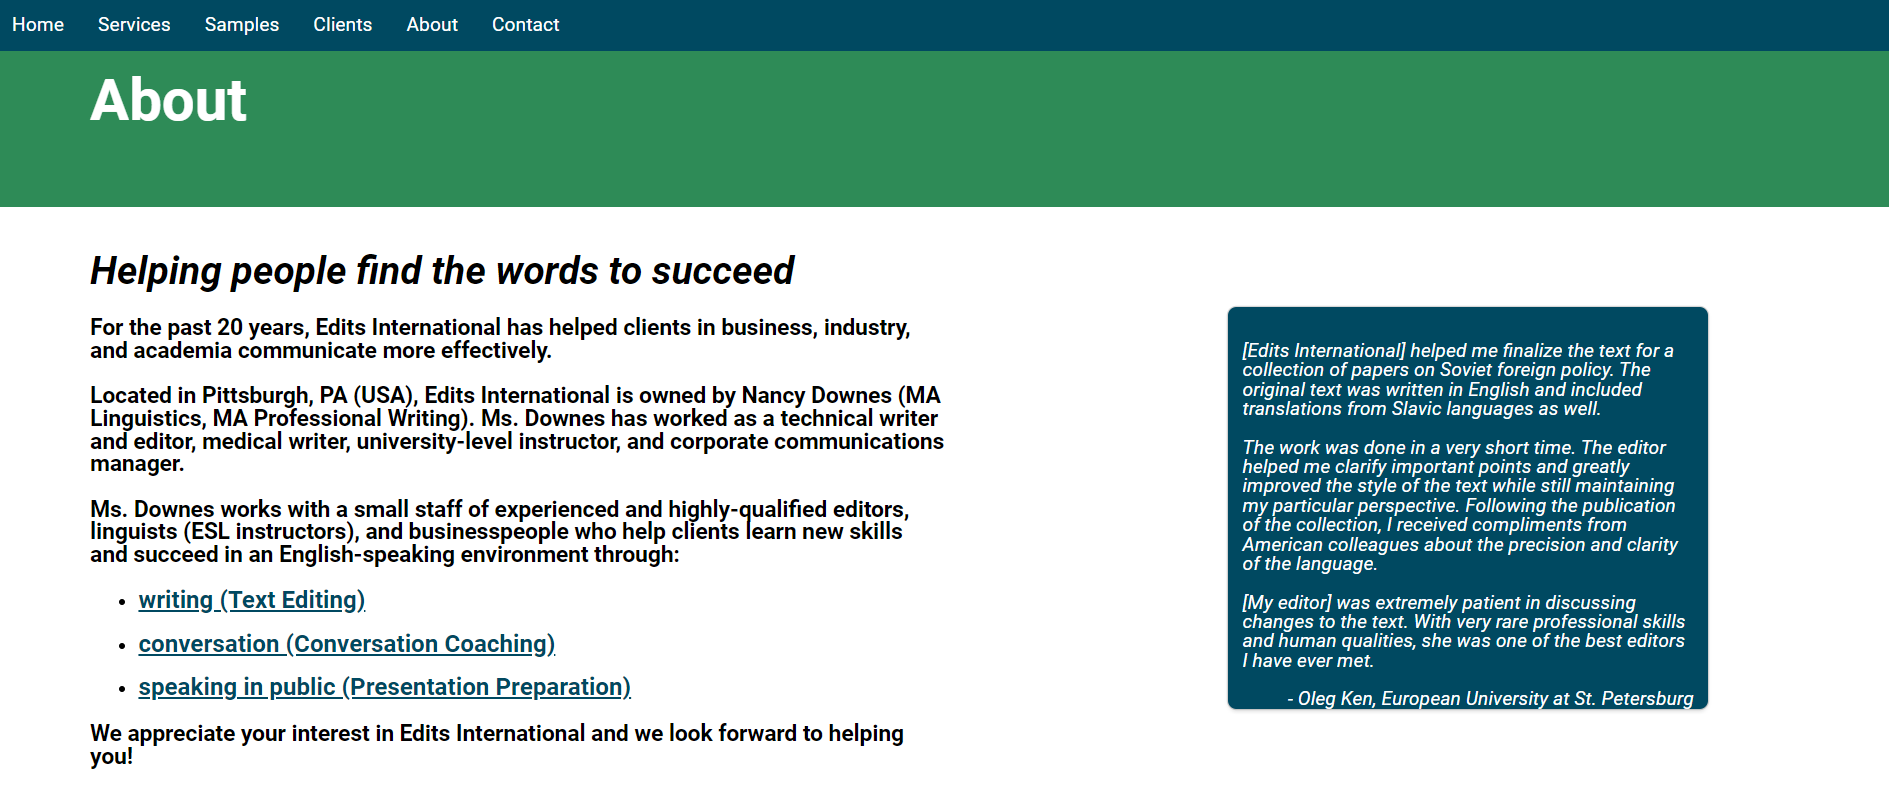 Home Services Samples Clients About Contact
About
Helping people find the words to succeed
For the past 20 years, Edits International has helped clients in business, industry,
and academia communicate more effectively.
Located in Pittsburgh, PA (USA), Edits International is owned by Nancy Downes (MA
Linguistics, MA Professional Writing). Ms. Downes has worked as a technical writer
and editor, medical writer, university-level instructor, and corporate communications
manager.
Ms. Downes works with a small staff of experienced and highly-qualified editors,
linguists (ESL instructors), and businesspeople who help clients learn new skills
and succeed in an English-speaking environment through:
• writing (Text Editing)
• conversation (Conversation Coaching)
• speaking in public (Presentation Preparation)
We appreciate your interest in Edits International and we look forward to helping
you!
[Edits International] helped me finalize the text for a
collection of papers on Soviet foreign policy. The
original text was written in English and included
translations from Slavic languages as well.
The work was done in a very short time. The editor
helped me clarify important points and greatly
improved the style of the text while still maintaining
my particular perspective. Following the publication
of the collection, I received compliments from
American colleagues about the precision and clarity
of the language.
[My editor] was extremely patient in discussing
changes to the text. With very rare professional skills
and human qualities, she was one of the best editors
I have ever met.
- Oleg Ken, European University at St. Petersburg